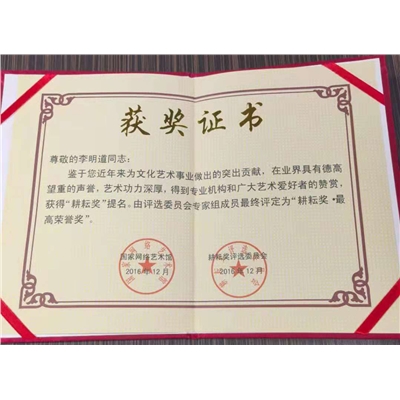 获奖证书
尊敬的李明道同志：
鉴于您近年来为文化艺术事业做出的突出贡献，在业界具有德高
望重的声誉，艺术功力深厚，得到专业机构和广大艺术爱好者的赞赏，
获得“耕耘奖”提名，由评选委员会专家组成员最终评定为“耕耘奖·最
高荣誉奖”。
国家网络艺术馆
2016年12月
耕耘奖评选委员会
2016年12月